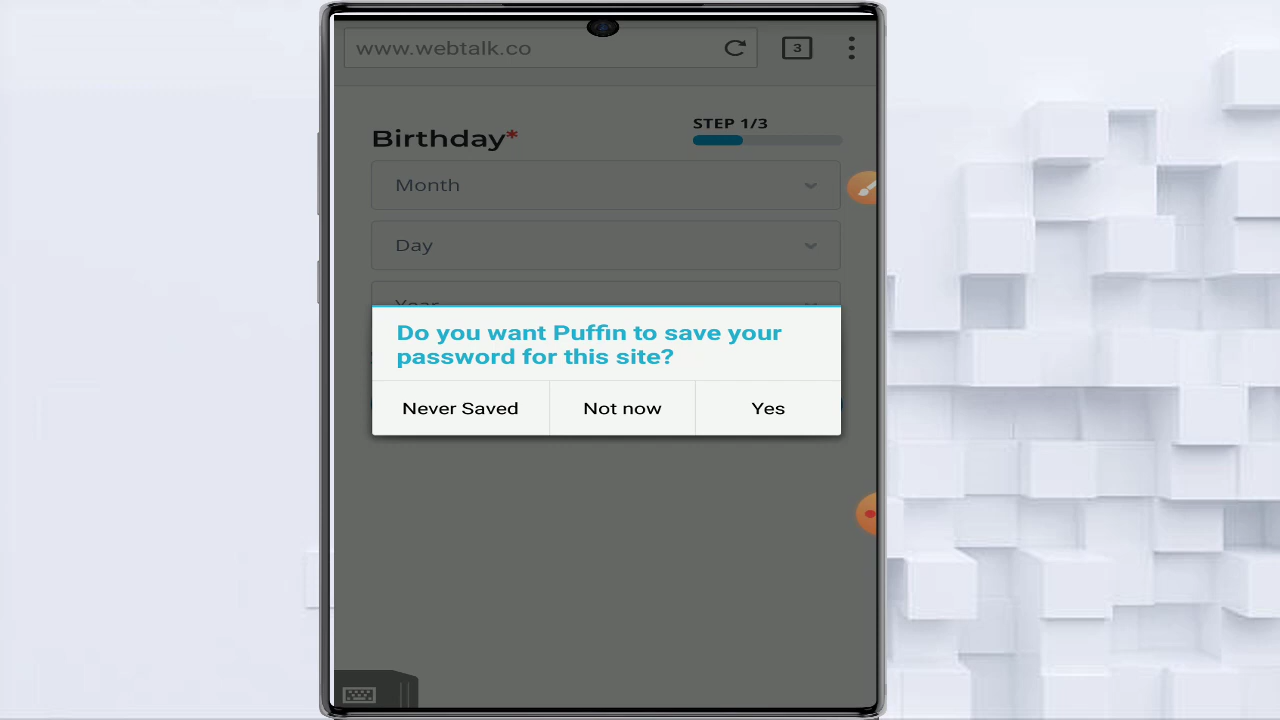 www.webtalk.co
3
STEP 1/3
Birthday*
Month
Day
Year
Do you want Puffin to save your
password for this site?
Never Saved
Not now
Yes